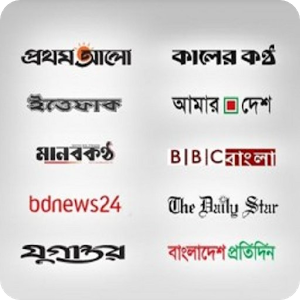 প্রথম আলো
কালের কণ্ঠ
ইত্তেফাক
আমার দেশ
মানবকণ্ঠ
BBC বাংলা
bdnews24
The Daily Star
যুগান্তর
বাংলাদেশ প্রতিদিন